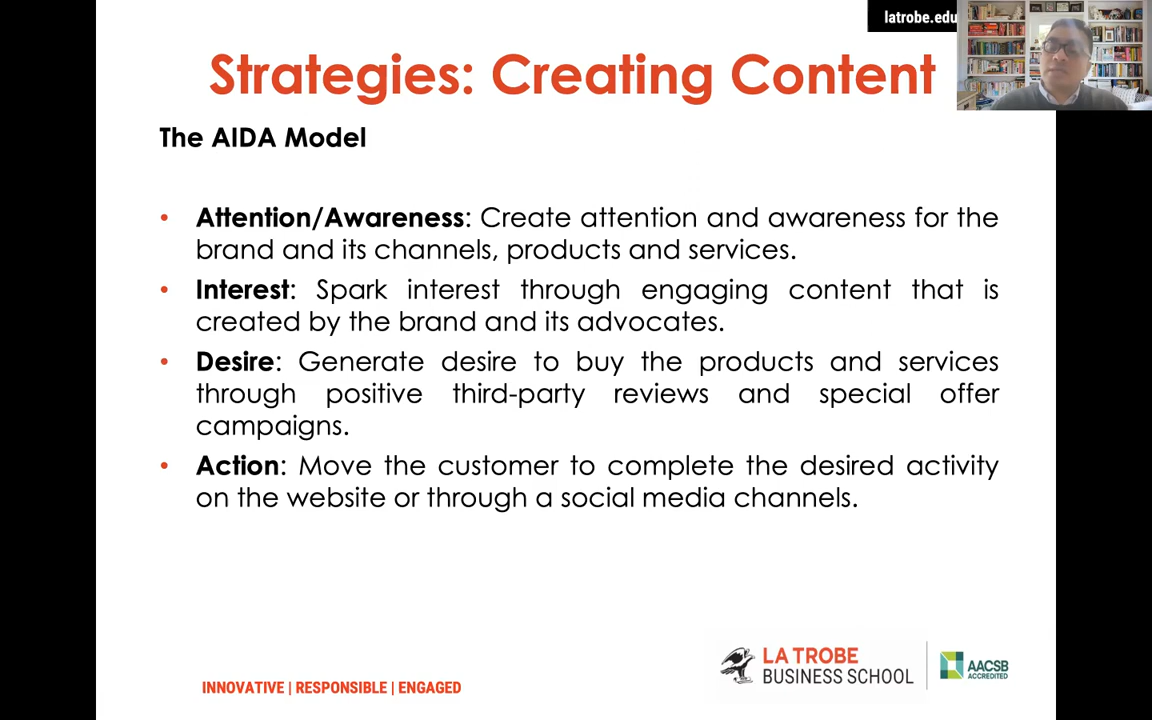 latrobe.edu
Strategies: Creating Content
The AIDA Model
• Attention/Awareness: Create attention and awareness for the
brand and its channels, products and services.
• Interest: Spark interest through engaging content that is
created by the brand and its advocates.
• Desire: Generate desire to buy the products and services
through positive third-party reviews and special offer
campaigns.
• Action: Move the customer to complete the desired activity
on the website or through a social media channels.
INNOVATIVE | RESPONSIBLE | ENGAGED
LA TROBE
BUSINESS SCHOOL
AACSB
ACCREDITED